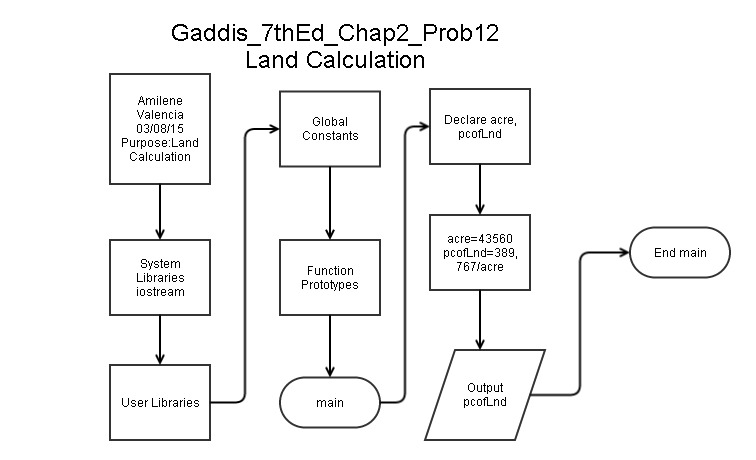 Gaddis_7thEd_Chap2_Prob12
Land Calculation
Amilene
Valencia
03/08/15
Purpose:Land
Calculation
System
Libraries
iostream
User Libraries
Global
Constants
Function
Prototypes
main
Declare acre,
pcofLnd
acre=43560
pcofLnd=389,
767/acre
Output
pcofLnd
End main